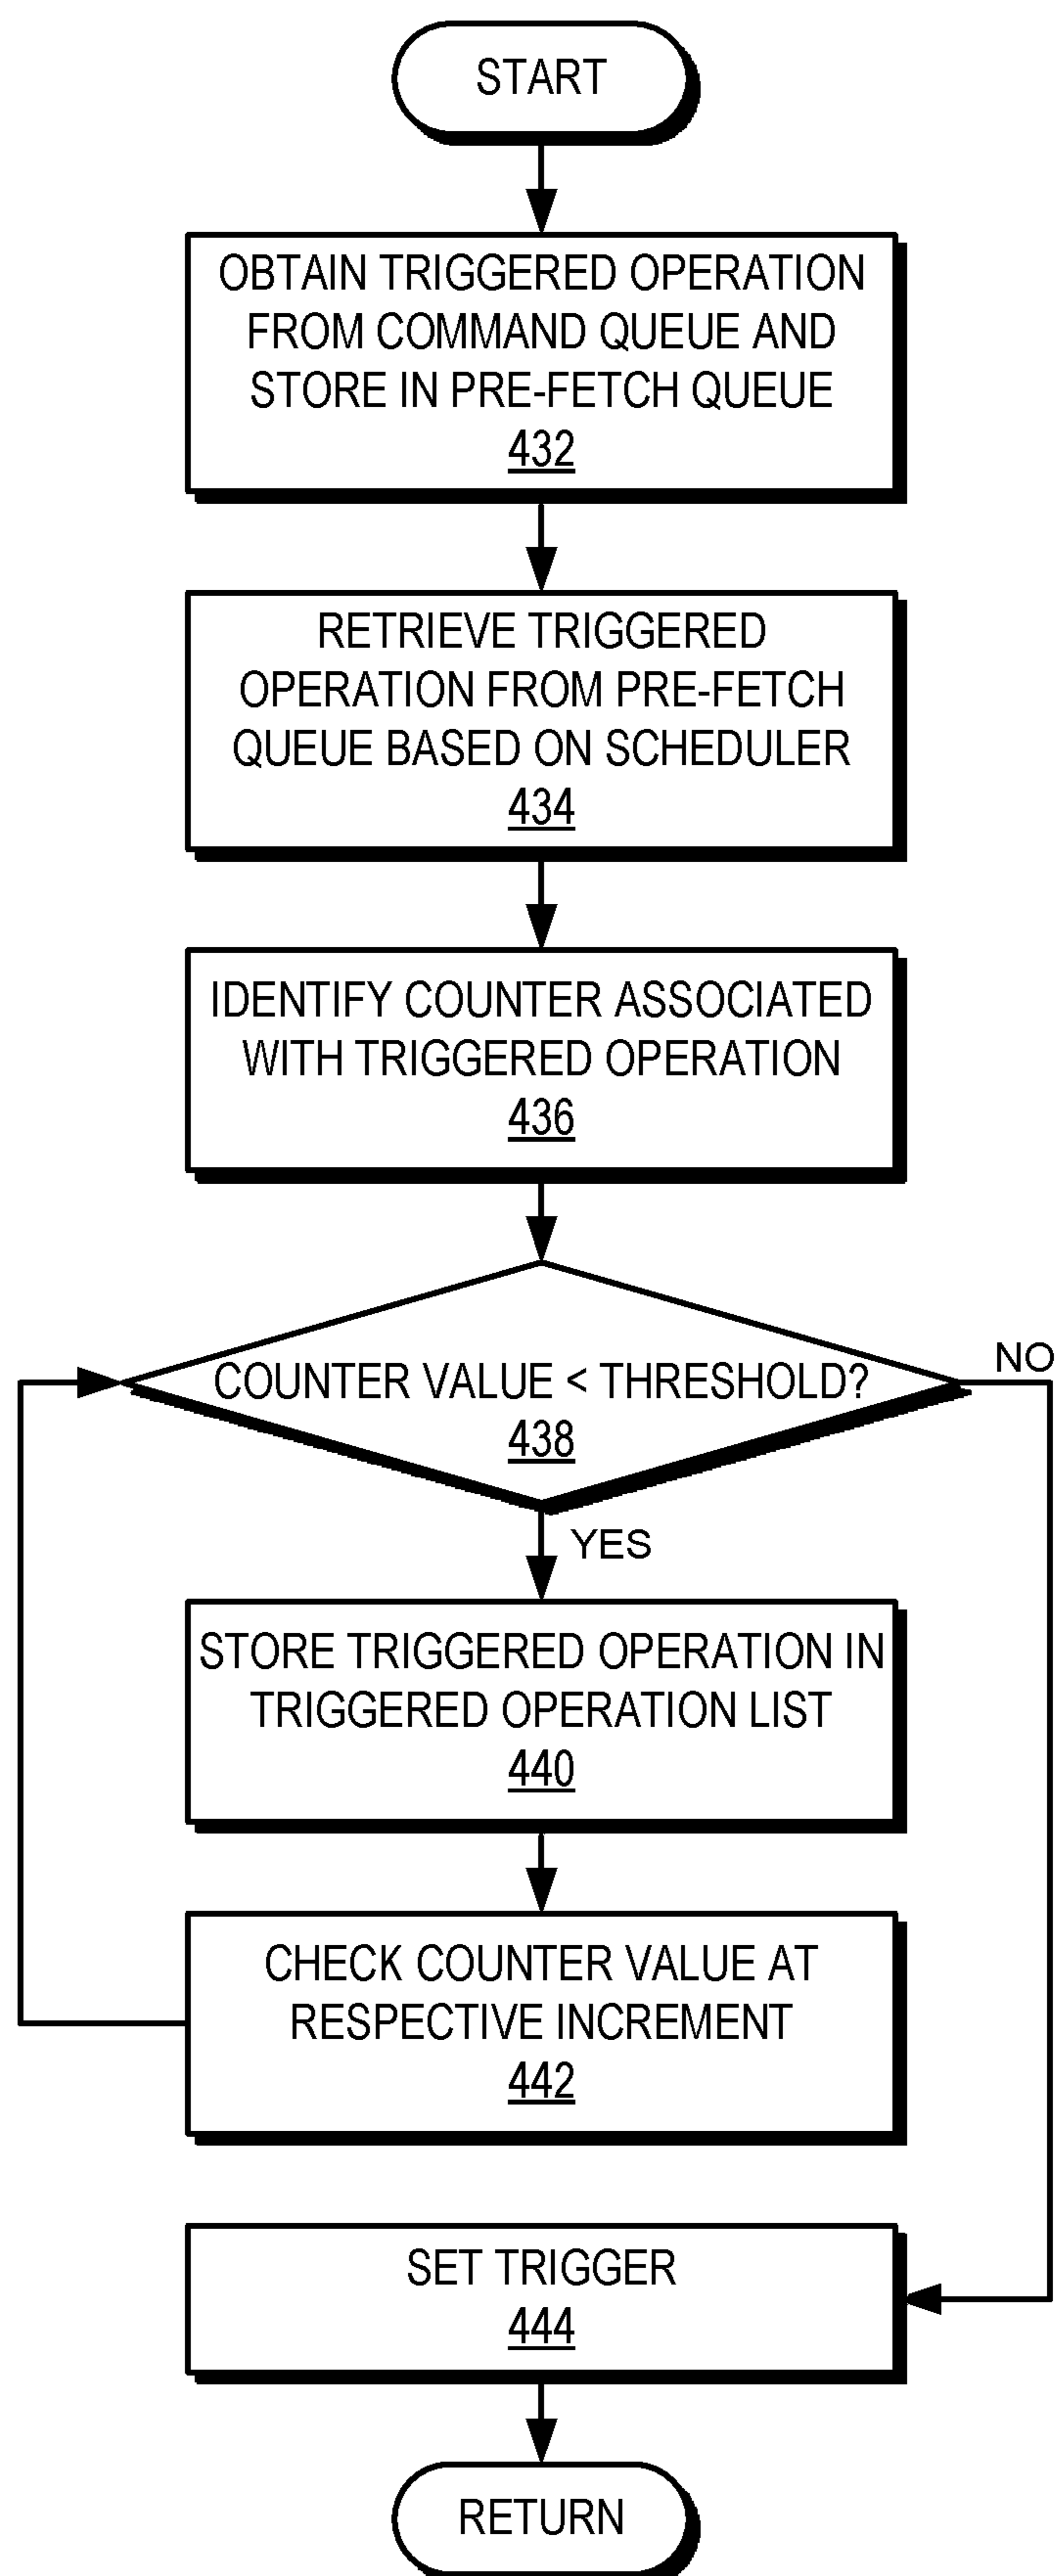 START
OBTAIN TRIGGERED OPERATION
FROM COMMAND QUEUE AND
STORE IN PRE-FETCH QUEUE
432
RETRIEVE TRIGGERED
OPERATION FROM PRE-FETCH
QUEUE BASED ON SCHEDULER
434
IDENTIFY COUNTER ASSOCIATED
WITH TRIGGERED OPERATION
436
COUNTER VALUE < THRESHOLD?
438
NO
YES
STORE TRIGGERED OPERATION IN
TRIGGERED OPERATION LIST
440
CHECK COUNTER VALUE AT
RESPECTIVE INCREMENT
442
SET TRIGGER
444
RETURN